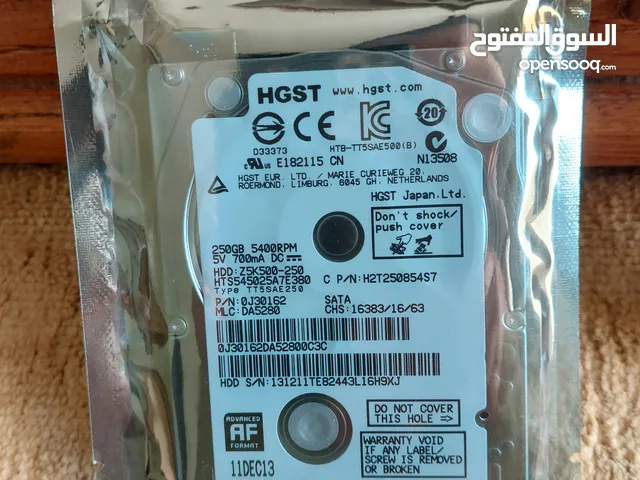 السوق المفتوح
opensooq.com
HGST www.hgst.com
20
D33373
HTB-TT5SAE500(B)
E182115 CN
N13508
HGST EUR. LTD. / MARIE CURIEWEG 20,
ROERMOND, LIMBURG, 6045 GH, NETHERLANDS
HGST Japan,Ltd.
Don't shock/
push cover
250GB 5400RPM
5V 700mA DC
HDD: Z5K500-250
HTS545025A7E380 C P/N:H2T250854S7
Type TT5SAE250
P/N:0J30162 SATA
MLC:DA5280 CHS:16383/16/63
0J30162DA52800C3C
HDD S/N:131211TE82443L16H9XJ
ADVANCED
AF
FORMAT
11DEC13
DO NOT COVER
THIS HOLE ⇒
WARRANTY VOID
IF ANY LABEL/
SCREW IS REMOVED
OR BROKEN